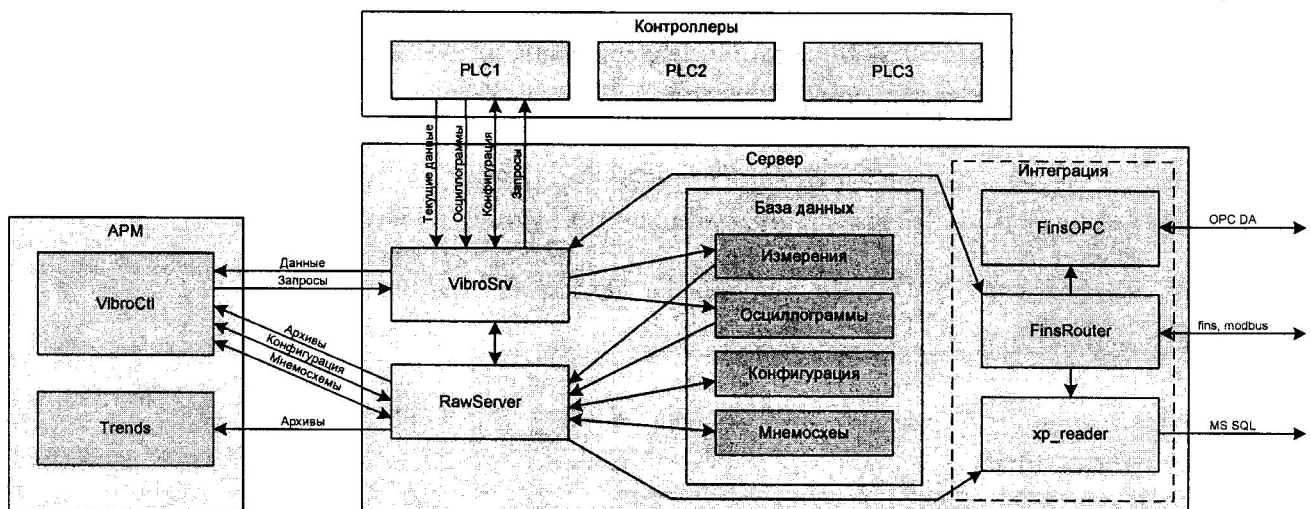 Контроллеры
PLC1
PLC2
PLC3
Текущие данные
Осциллограммы
Конфигурация
Запросы
Сервер
Интеграция
База данных
АРМ
VibroCtl
Данные
Запросы
VibroSrv
Измерения
Осциллограммы
Конфигурация
Мнемосхеы
FinsOPC
OPC DA
FinsRouter
fins, modbus
Архивы
Конфигурация
Мнемосхемы
RawServer
Trends
Архивы
xp_reader
MS SQL